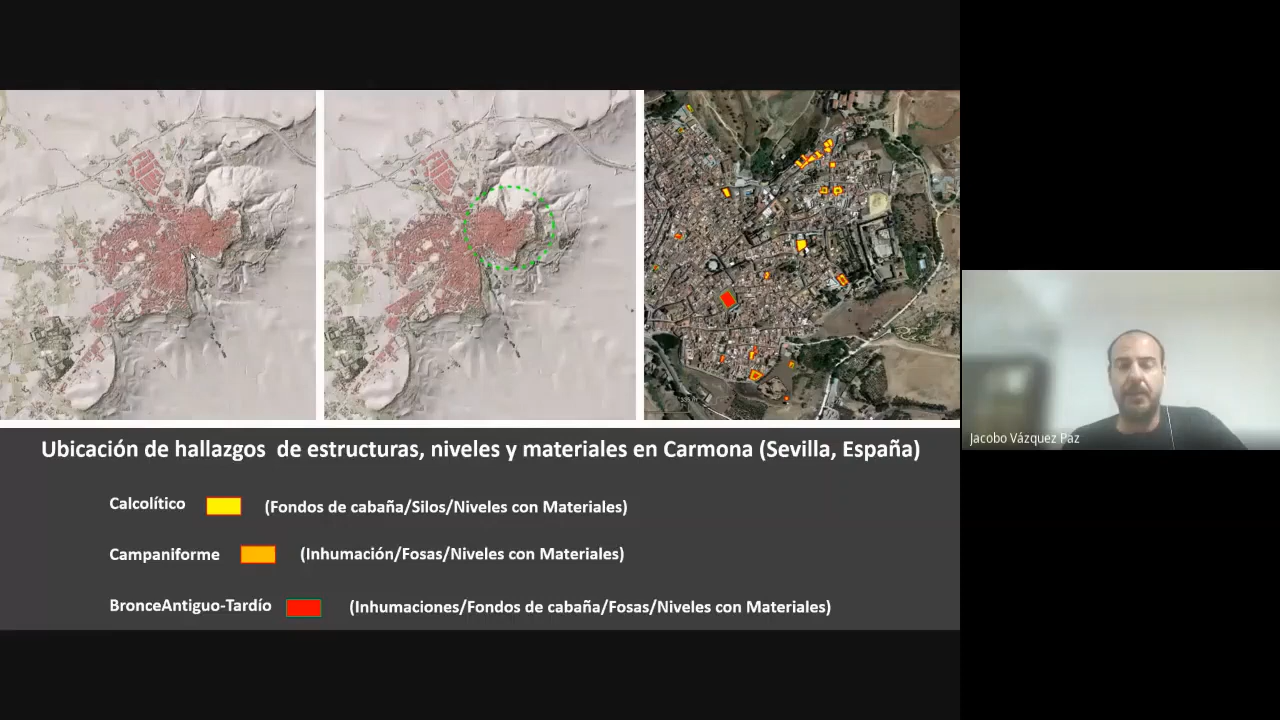 Ubicación de hallazgos de estructuras, niveles y materiales en Carmona (Sevilla, España)
Calcolítico (Fondos de cabaña/Silos/Niveles con Materiales)
Campaniforme (Inhumación/Fosas/Niveles con Materiales)
BronceAntiguo-Tardío (Inhumaciones/Fondos de cabaña/Fosas/Niveles con Materiales)
Jacobo Vázquez Paz